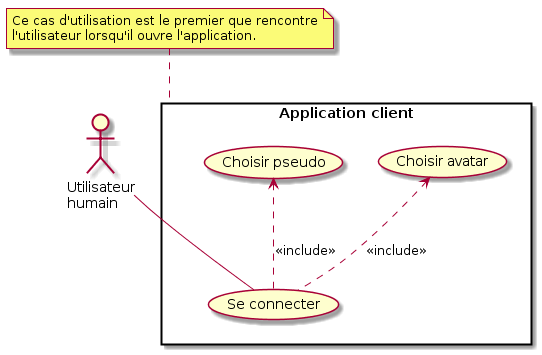 Ce cas d'utilisation est le premier que rencontre
l'utilisateur lorsqu'il ouvre l'application.
Application client
Choisir pseudo
Choisir avatar
Utilisateur
humain
«include»
«include»
Se connecter